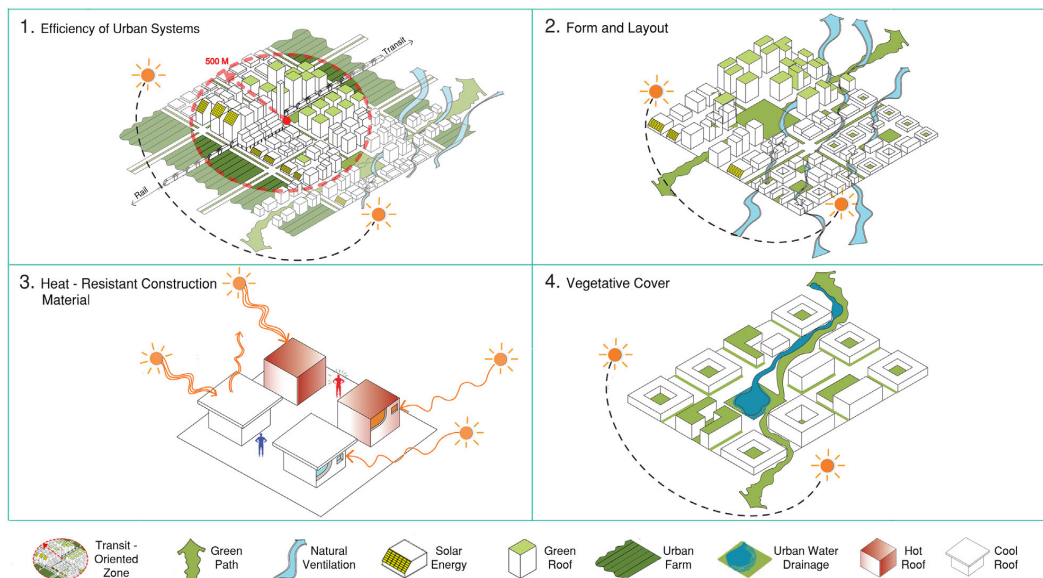 1. Efficiency of Urban Systems
500 M
Transit
Rail
2. Form and Layout
3. Heat - Resistant Construction
Material
4. Vegetative Cover
Transit -
Oriented
Zone
Green
Path
Natural
Ventilation
Solar
Energy
Green
Roof
Urban
Farm
Urban Water
Drainage
Hot
Roof
Cool
Roof